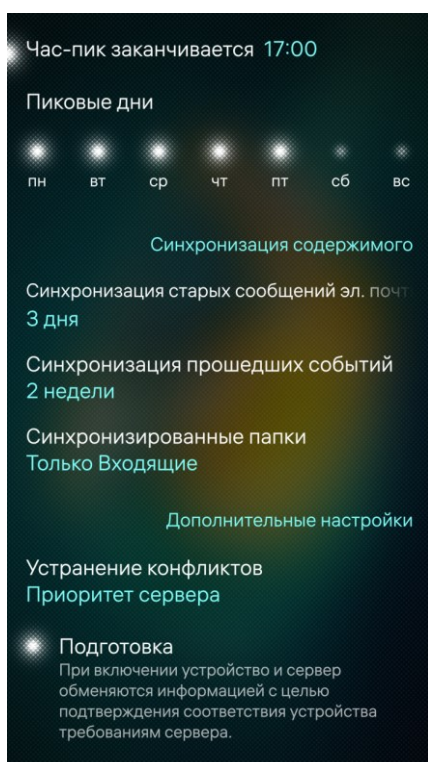 Час-пик заканчивается 17:00
Пиковые дни
пн вт ср чт пт сб вс
Синхронизация содержимого
Синхронизация старых сообщений эл. почт
3 дня
Синхронизация прошедших событий
2 недели
Синхронизированные папки
Только Входящие
Дополнительные настройки
Устранение конфликтов
Приоритет сервера
Подготовка
При включении устройство и сервер
обмениваются информацией с целью
подтверждения соответствия устройства
требованиям сервера.